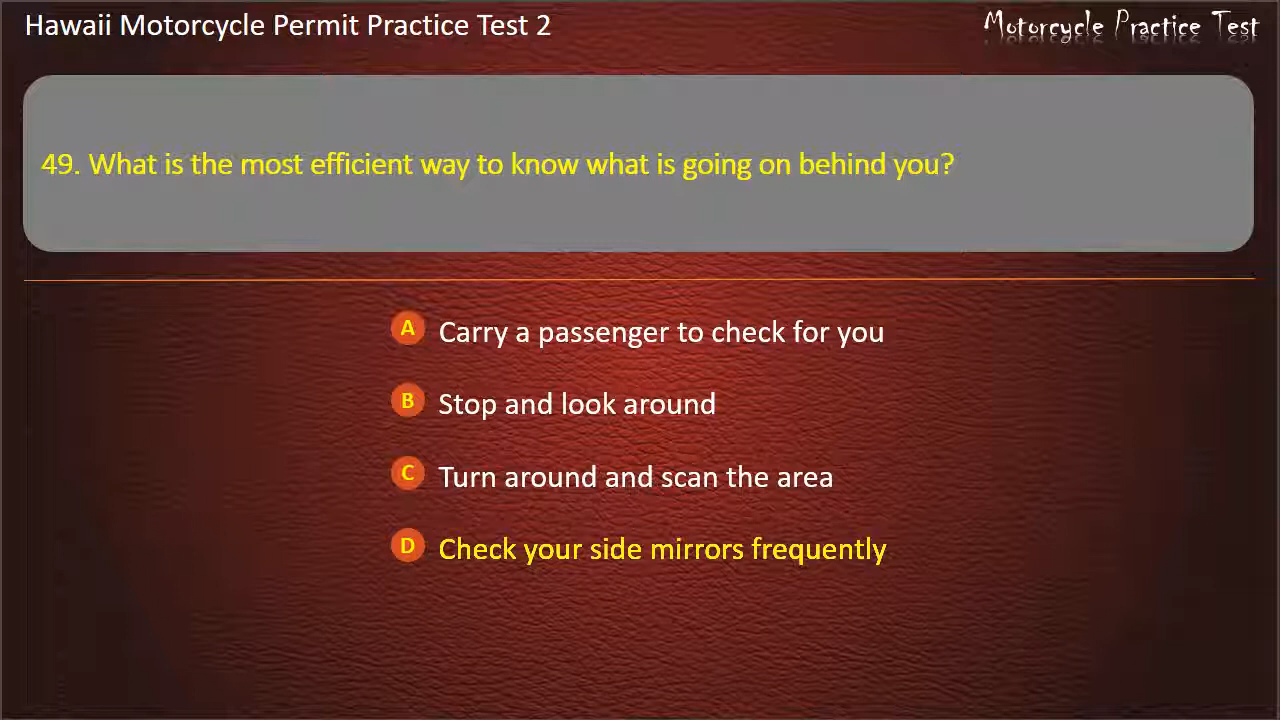 Hawaii Motorcycle Permit Practice Test 2
Motorcycle Practice Test
49. What is the most efficient way to know what is going on behind you?
A Carry a passenger to check for you
B Stop and look around
C Turn around and scan the area
D Check your side mirrors frequently